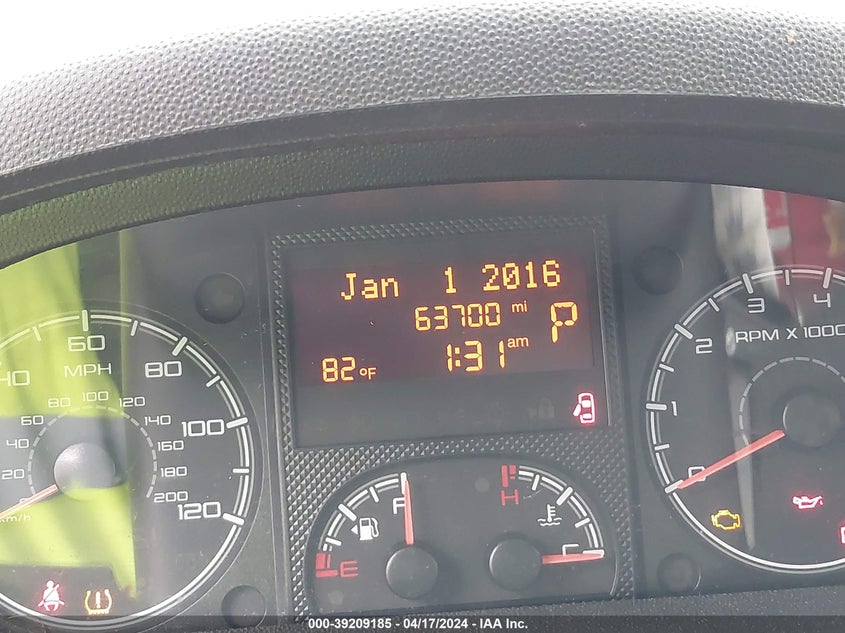 Jan 1 2016
63700 mi
P
1:31 am
82°F
40 60 80 100 120
MPH
20 40 60 80 100 120 140 160 180 200
km/h
0 1 2 3 4
RPM X 1000
E F
H C
000-39209185 - 04/17/2024 - IAA Inc.